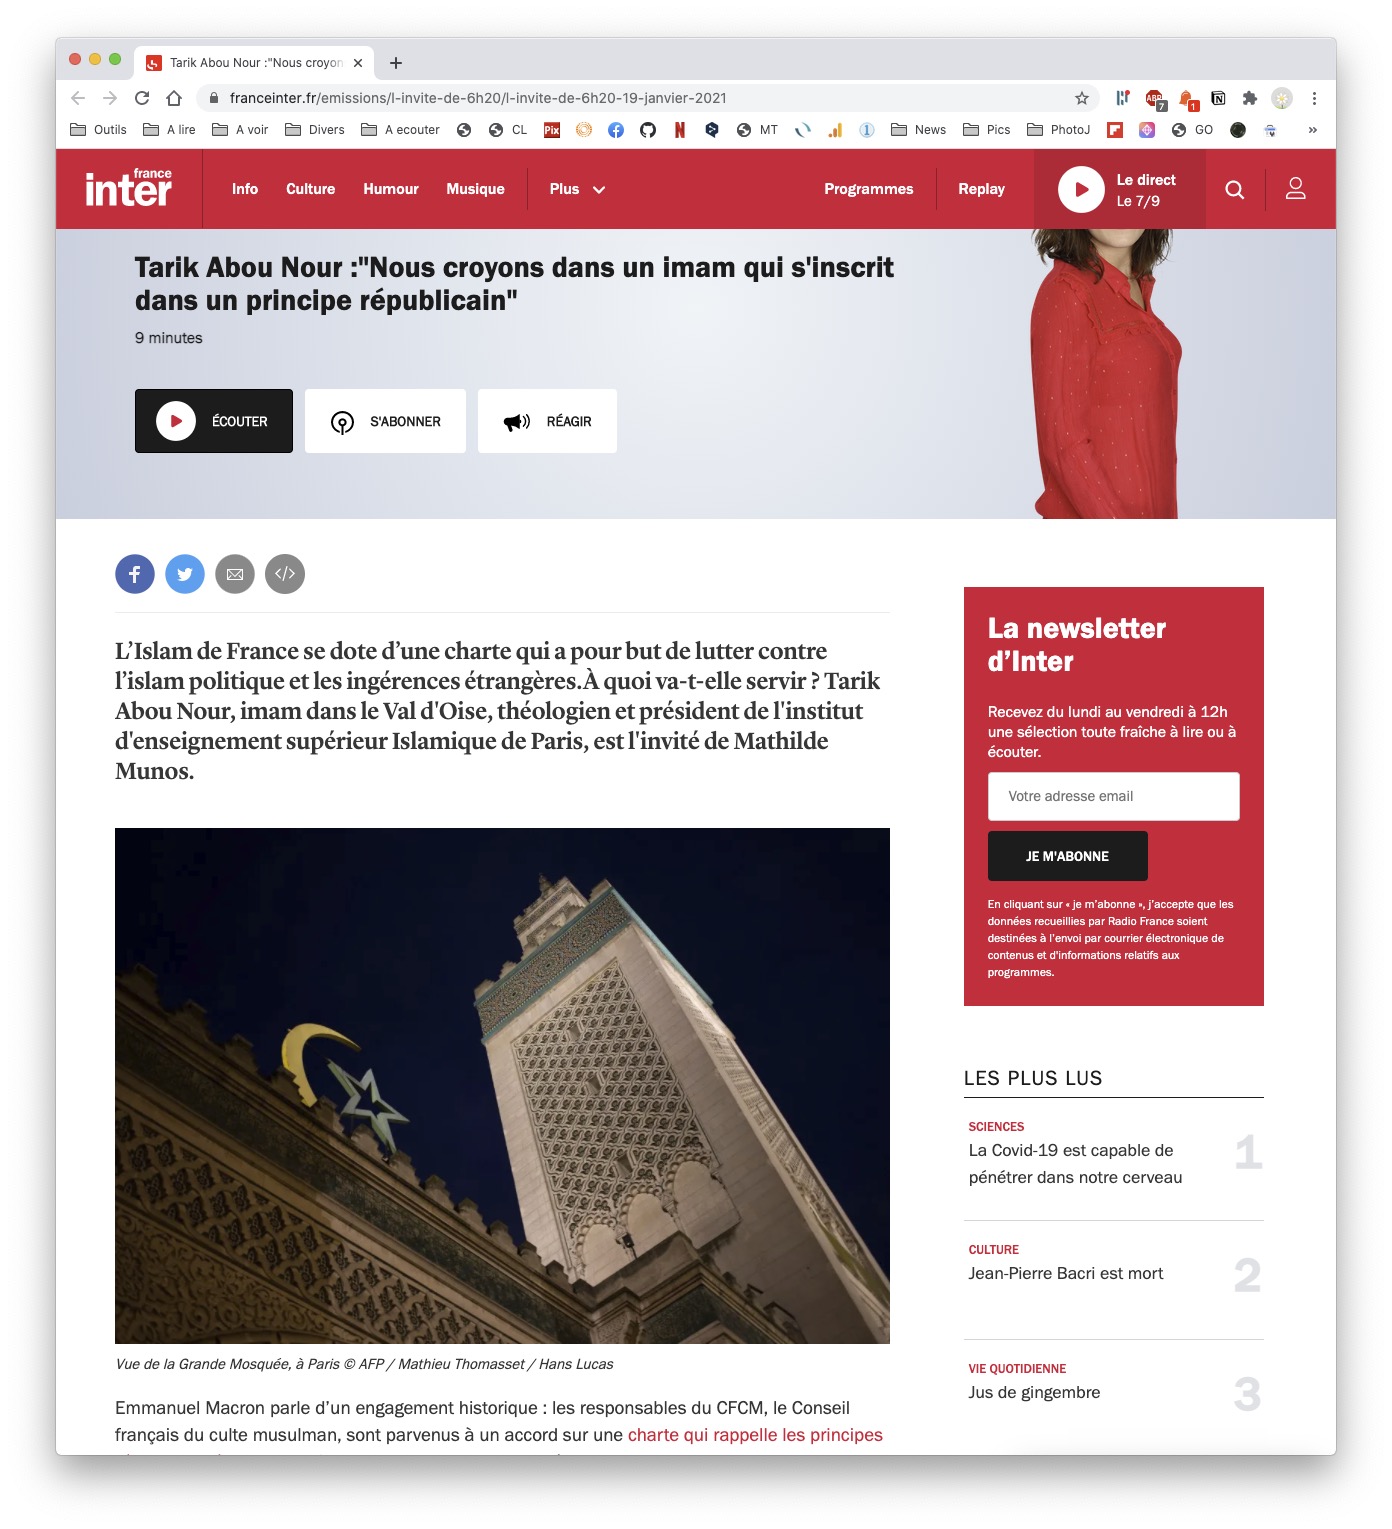 Tarik Abou Nour :"Nous croyon
franceinter.fr/emissions/l-invite-de-6h20/l-invite-de-6h20-19-janvier-2021
ABP
7
1
Outils
A lire
A voir
Divers
A ecouter
CL
Pix
N
MT
1
News
Pics
PhotoJ
GO
»
france
inter
Info
Culture
Humour
Musique
Plus
Programmes
Replay
Le direct
Le 7/9
Tarik Abou Nour :"Nous croyons dans un imam qui s'inscrit
dans un principe républicain"
9 minutes
ÉCOUTER
S'ABONNER
RÉAGIR
L’Islam de France se dote d’une charte qui a pour but de lutter contre
l’islam politique et les ingérences étrangères.À quoi va-t-elle servir ? Tarik
Abou Nour, imam dans le Val d'Oise, théologien et président de l'institut
d'enseignement supérieur Islamique de Paris, est l'invité de Mathilde
Munos.
Vue de la Grande Mosquée, à Paris © AFP / Mathieu Thomasset / Hans Lucas
Emmanuel Macron parle d’un engagement historique : les responsables du CFCM, le Conseil
français du culte musulman, sont parvenus à un accord sur une charte qui rappelle les principes
La newsletter
d’Inter
Recevez du lundi au vendredi à 12h
une sélection toute fraîche à lire ou à
écouter.
Votre adresse email
JE M'ABONNE
En cliquant sur « je m’abonne », j’accepte que les
données recueillies par Radio France soient
destinées à l’envoi par courrier électronique de
contenus et d'informations relatifs aux
programmes.
LES PLUS LUS
SCIENCES
La Covid-19 est capable de
pénétrer dans notre cerveau
1
CULTURE
Jean-Pierre Bacri est mort
2
VIE QUOTIDIENNE
Jus de gingembre
3